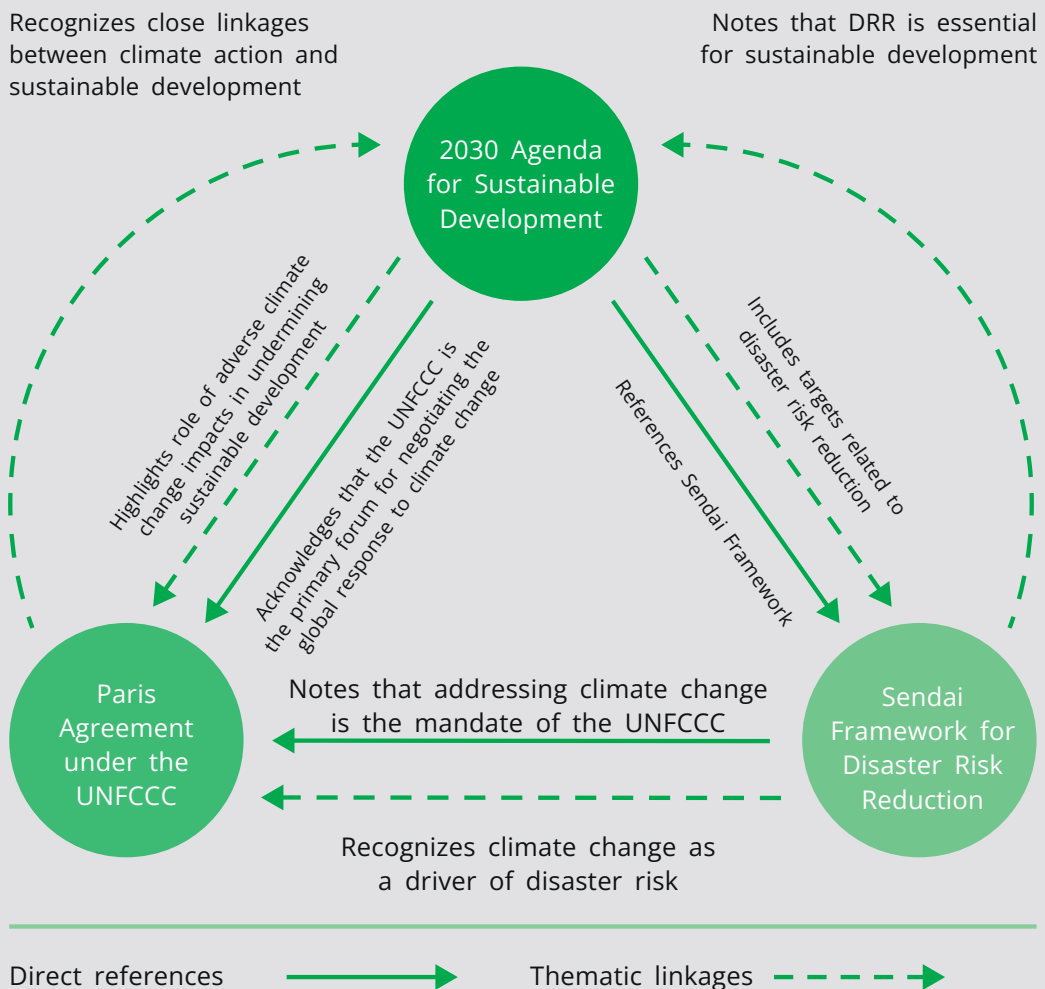 Recognizes close linkages
between climate action and
sustainable development
Notes that DRR is essential
for sustainable development
2030 Agenda
for Sustainable
Development
Highlights role of adverse climate
change impacts in undermining
sustainable development
Acknowledges that the UNFCCC is
the primary forum for negotiating the
global response to climate change
References Sendai Framework
Includes targets related to
disaster risk reduction
Paris
Agreement
under the
UNFCCC
Notes that addressing climate change
is the mandate of the UNFCCC
Sendai
Framework for
Disaster Risk
Reduction
Recognizes climate change as
a driver of disaster risk
Direct references
Thematic linkages